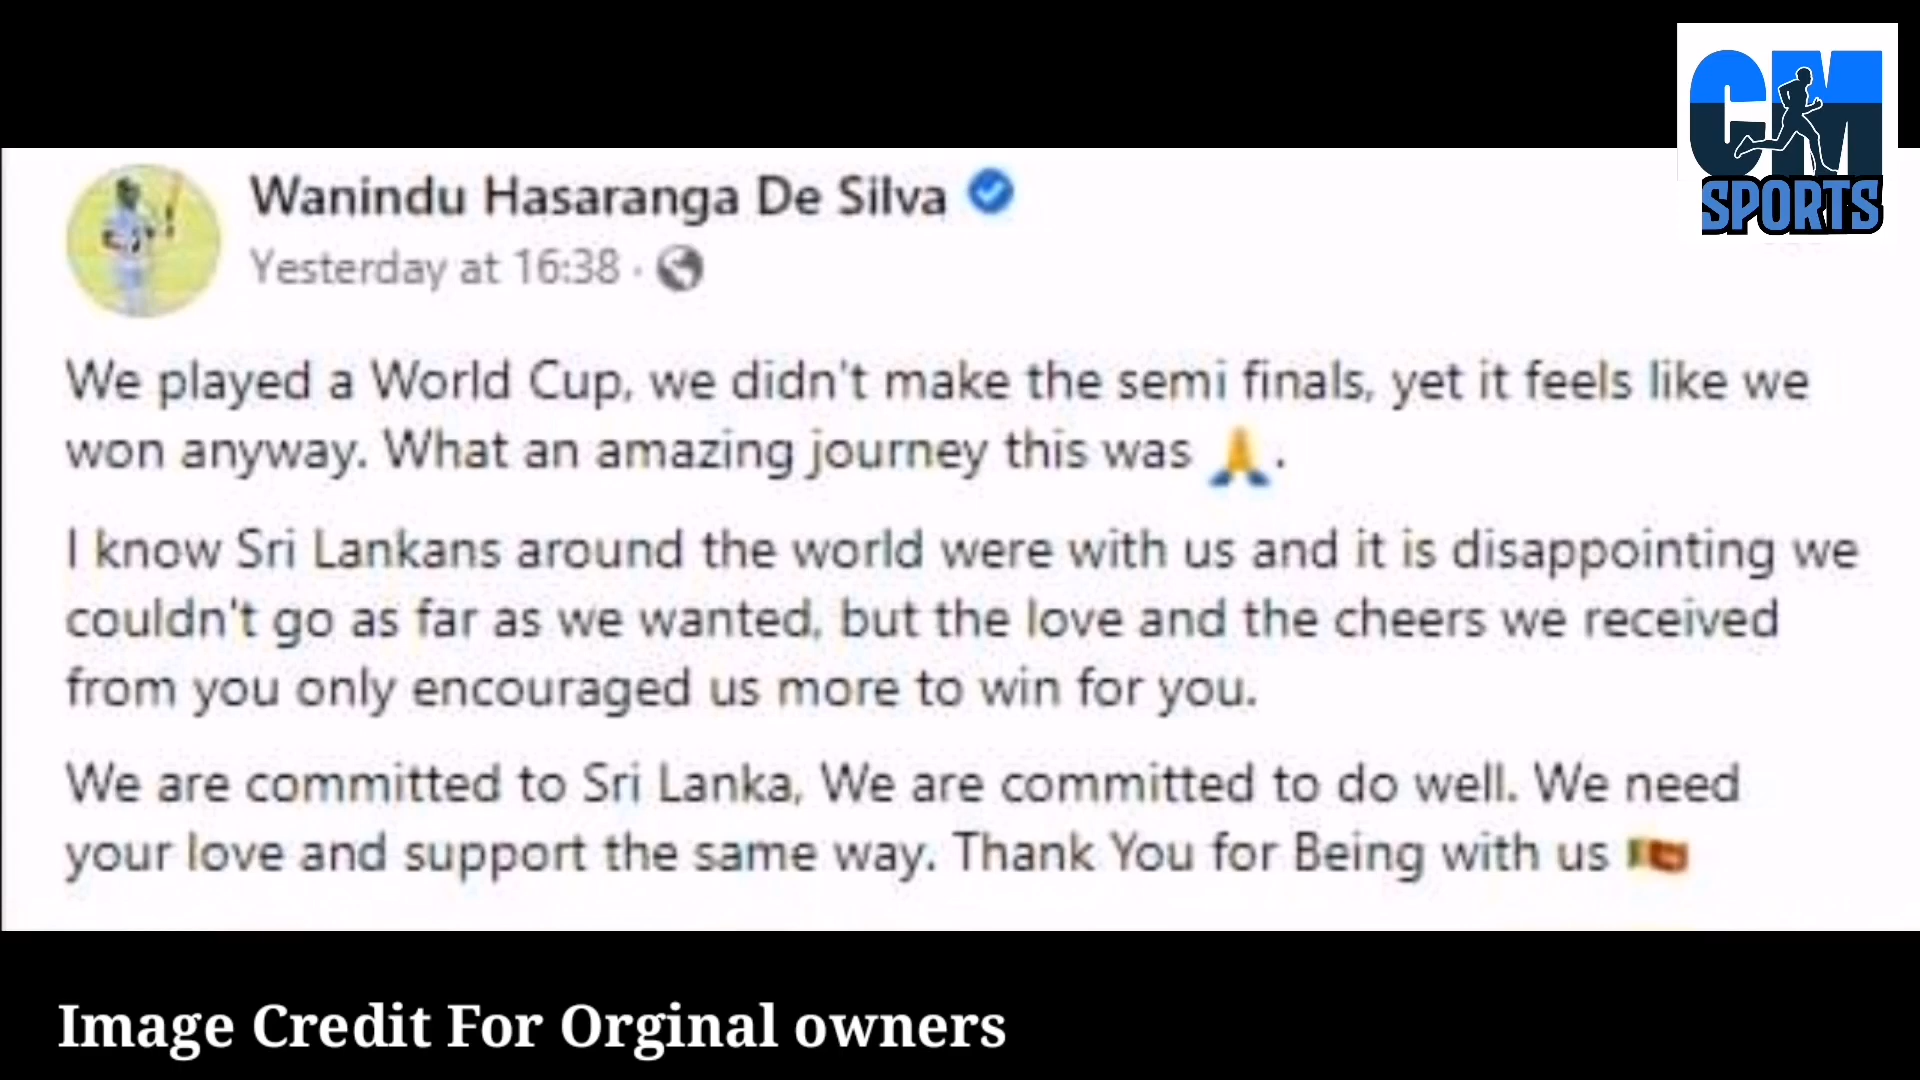 CM
SPORTS
Wanindu Hasaranga De Silva
Yesterday at 16:38 ·
We played a World Cup, we didn't make the semi finals, yet it feels like we
won anyway. What an amazing journey this was 🙏.
I know Sri Lankans around the world were with us and it is disappointing we
couldn't go as far as we wanted, but the love and the cheers we received
from you only encouraged us more to win for you.
We are committed to Sri Lanka, We are committed to do well. We need
your love and support the same way. Thank You for Being with us 🇱🇰
Image Credit For Orginal owners